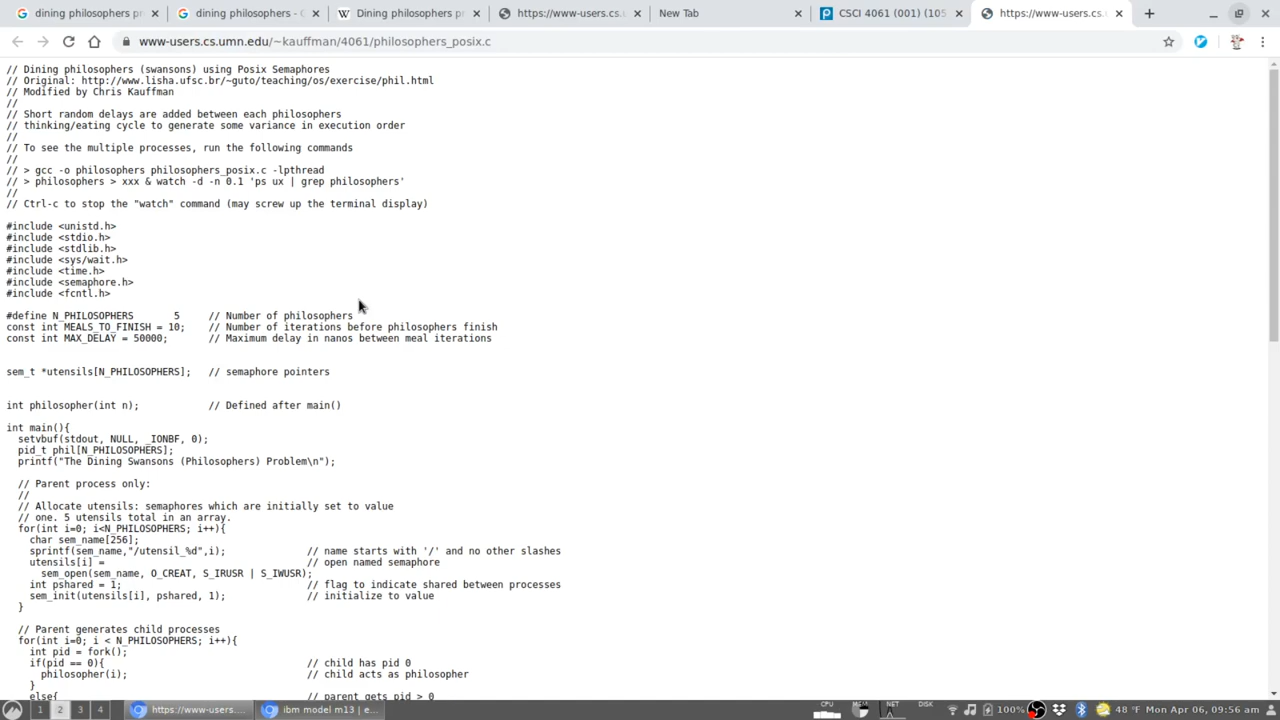 dining philosophers pr
dining philosophers - G
Dining philosophers pr
https://www-users.cs.u
New Tab
CSCI 4061 (001) (105
https://www-users.cs.u
www-users.cs.umn.edu/~kauffman/4061/philosophers_posix.c
// Dining philosophers (swansons) using Posix Semaphores
// Original: http://www.lisha.ufsc.br/~guto/teaching/os/exercise/phil.html
// Modified by Chris Kauffman
//
// Short random delays are added between each philosophers
// thinking/eating cycle to generate some variance in execution order
//
// To see the multiple processes, run the following commands
//
// > gcc -o philosophers philosophers_posix.c -lpthread
// > philosophers > xxx & watch -d -n 0.1 'ps ux | grep philosophers'
//
// Ctrl-c to stop the "watch" command (may screw up the terminal display)
#include <unistd.h>
#include <stdio.h>
#include <stdlib.h>
#include <sys/wait.h>
#include <time.h>
#include <semaphore.h>
#include <fcntl.h>
#define N_PHILOSOPHERS 5 // Number of philosophers
const int MEALS_TO_FINISH = 10; // Number of iterations before philosophers finish
const int MAX_DELAY = 50000; // Maximum delay in nanos between meal iterations
sem_t *utensils[N_PHILOSOPHERS]; // semaphore pointers
int philosopher(int n); // Defined after main()
int main(){
setvbuf(stdout, NULL, _IONBF, 0);
pid_t phil[N_PHILOSOPHERS];
printf("The Dining Swansons (Philosophers) Problem\n");
// Parent process only:
//
// Allocate utensils: semaphores which are initially set to value
// one. 5 utensils total in an array.
for(int i=0; i<N_PHILOSOPHERS; i++){
char sem_name[256];
sprintf(sem_name,"/utensil_%d",i); // name starts with '/' and no other slashes
utensils[i] = // open named semaphore
sem_open(sem_name, O_CREAT, S_IRUSR | S_IWUSR);
int pshared = 1; // flag to indicate shared between processes
sem_init(utensils[i], pshared, 1); // initialize to value
}
// Parent generates child processes
for(int i=0; i < N_PHILOSOPHERS; i++){
int pid = fork();
if(pid == 0){ // child has pid 0
philosopher(i); // child acts as philosopher
}
else{ // parent gets pid > 0
1 2 3 4 https://www-users.... ibm model m13 | e... CPU MEM NET DISK 100% 48 °F Mon Apr 06, 09:56 am